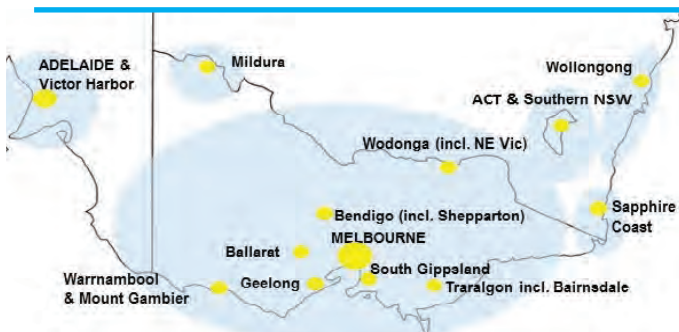 ADELAIDE &
Victor Harbor
Mildura
Wollongong
ACT & Southern NSW
Wodonga (incl. NE Vic)
Bendigo (incl. Shepparton)
Sapphire
Coast
MELBOURNE
Ballarat
South Gippsland
Warrnambool
& Mount Gambier
Geelong
Traralgon incl. Bairnsdale